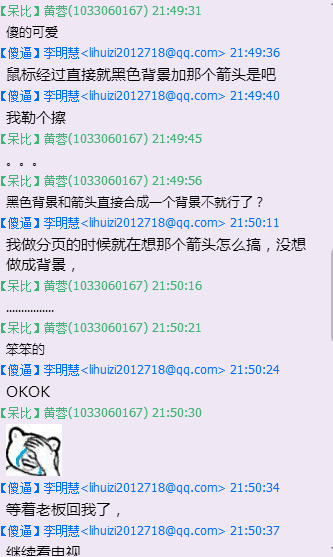 【呆比】黄蓉(1033060167) 21:49:31
傻的可爱
【傻逼】李明慧<lihuizi2012718@qq.com> 21:49:36
鼠标经过直接就黑色背景加那个箭头是吧
【傻逼】李明慧<lihuizi2012718@qq.com> 21:49:40
我勒个擦
【呆比】黄蓉(1033060167) 21:49:45
。。。
【呆比】黄蓉(1033060167) 21:49:56
黑色背景和箭头直接合成一个背景不就行了？
【傻逼】李明慧<lihuizi2012718@qq.com> 21:50:11
我做分页的时候就在想那个箭头怎么搞，没想
做成背景，
【呆比】黄蓉(1033060167) 21:50:16
................
【呆比】黄蓉(1033060167) 21:50:21
笨笨的
【傻逼】李明慧<lihuizi2012718@qq.com> 21:50:24
OKOK
【呆比】黄蓉(1033060167) 21:50:30
【傻逼】李明慧<lihuizi2012718@qq.com> 21:50:34
等着老板回我了，
【傻逼】李明慧<lihuizi2012718@qq.com> 21:50:37
继续看电视